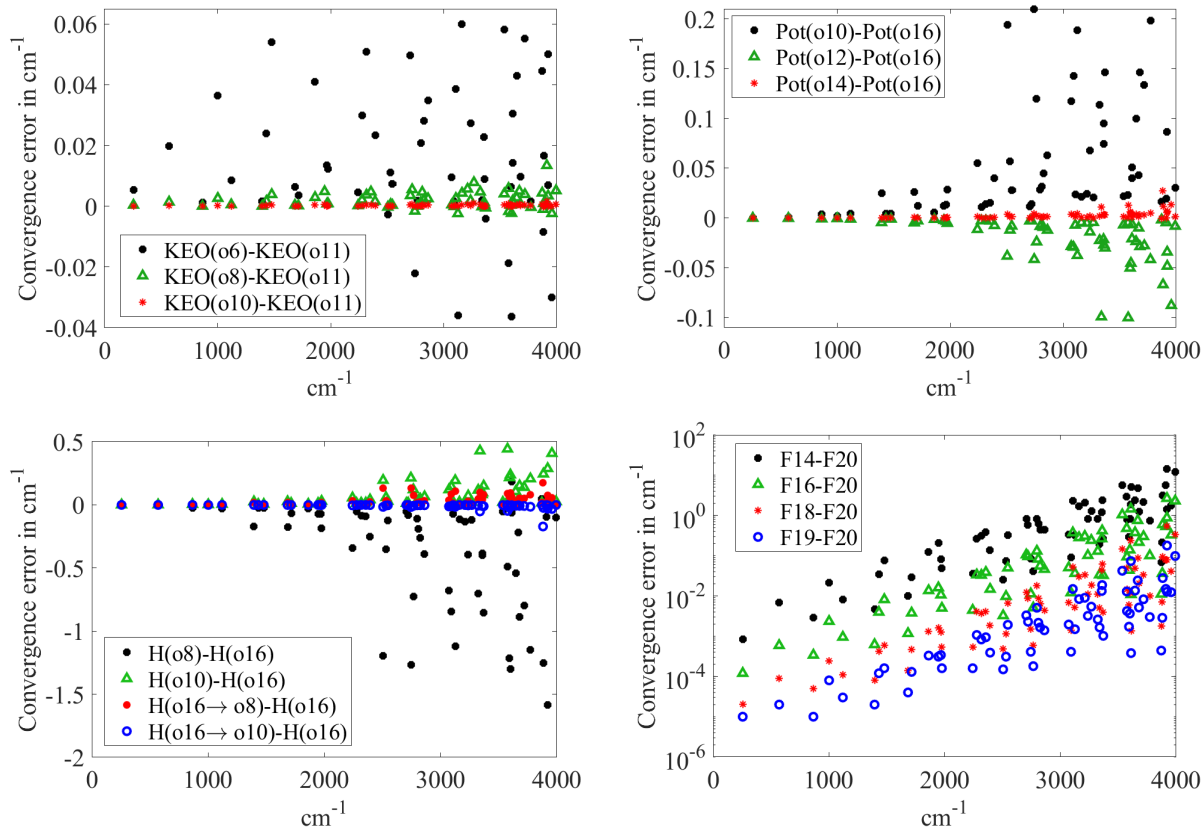 0.06
0.04
0.02
0
-0.02
-0.04
Convergence error in cm-1
KEO(o6)-KEO(o11)
KEO(o8)-KEO(o11)
KEO(o10)-KEO(o11)
0 1000 2000 3000 4000
cm-1
0.2
0.15
0.1
0.05
0
-0.05
-0.1
Convergence error in cm-1
Pot(o10)-Pot(o16)
Pot(o12)-Pot(o16)
Pot(o14)-Pot(o16)
0 1000 2000 3000 4000
cm-1
0.5
0
-0.5
-1
-1.5
-2
Convergence error in cm-1
H(o8)-H(o16)
H(o10)-H(o16)
H(o16→ o8)-H(o16)
H(o16→ o10)-H(o16)
0 1000 2000 3000 4000
cm-1
10^2
10^0
10^-2
10^-4
10^-6
Convergence error in cm-1
F14-F20
F16-F20
F18-F20
F19-F20
0 1000 2000 3000 4000
cm-1